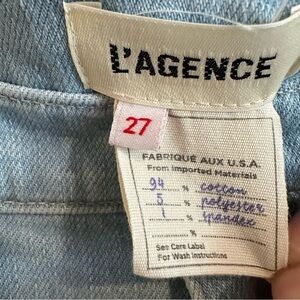 L'AGENCE
27
FABRIQUÉ AUX U.S.A.
From Imported Materials
94 % cotton
5 % polyester
1 % spandex
%
See Care Label
For Wash Instructions